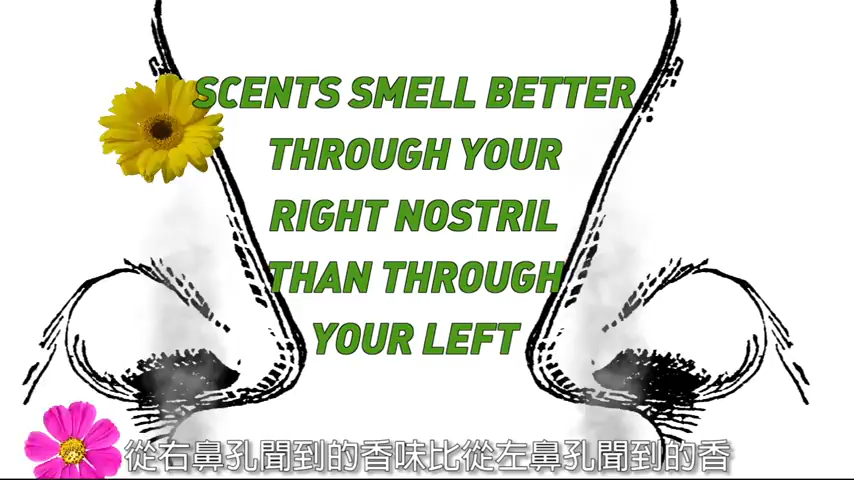 SCENTS SMELL BETTER
THROUGH YOUR
RIGHT NOSTRIL
THAN THROUGH
YOUR LEFT
從右鼻孔聞到的香味比從左鼻孔聞到的香